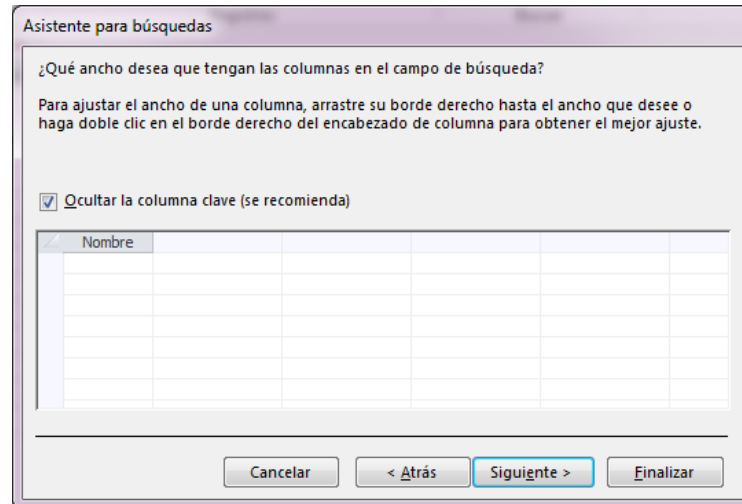 Asistente para búsquedas
¿Qué ancho desea que tengan las columnas en el campo de búsqueda?
Para ajustar el ancho de una columna, arrastre su borde derecho hasta el ancho que desee o
haga doble clic en el borde derecho del encabezado de columna para obtener el mejor ajuste.
Ocultar la columna clave (se recomienda)
Nombre
Cancelar
< Atrás
Siguiente >
Finalizar